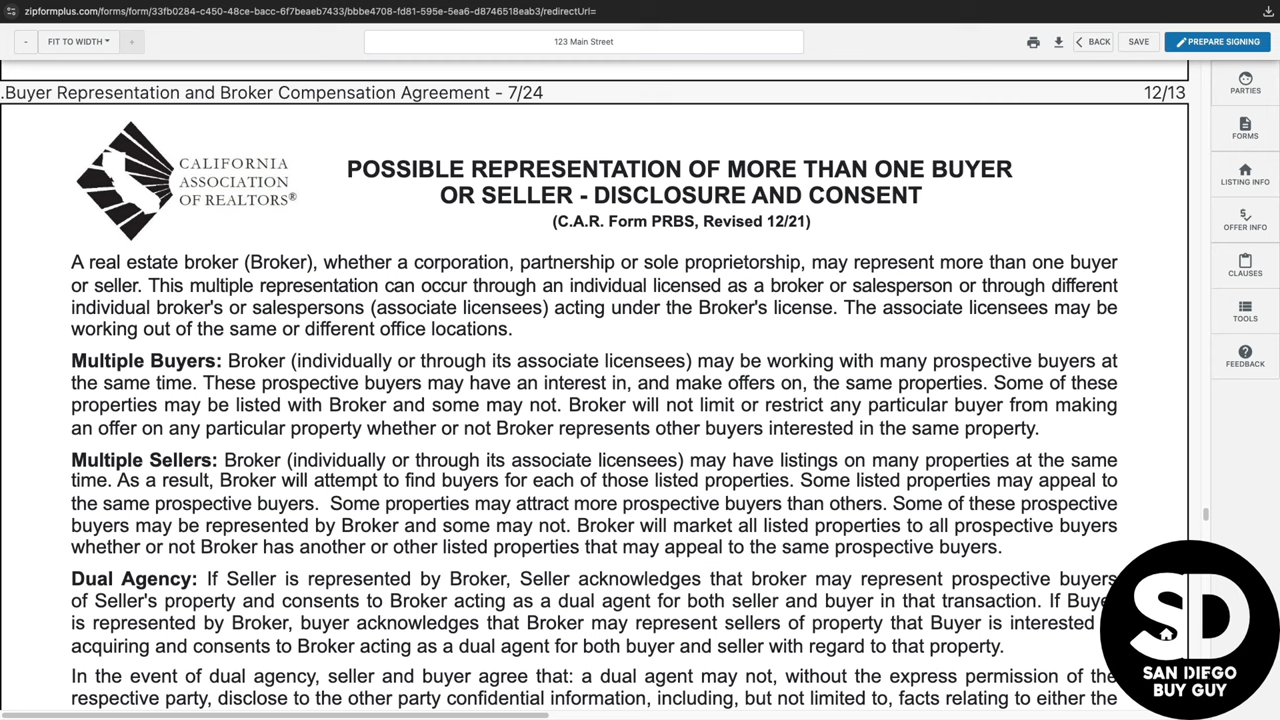 zipformplus.com/forms/form/33fb0284-c450-48ce-bacc-6f7beaeb7433/bbbe4708-fd81-595e-5ea6-d8746518eab3/redirectUrl=
- FIT TO WIDTH + 123 Main Street BACK SAVE PREPARE SIGNING
.Buyer Representation and Broker Compensation Agreement - 7/24 12/13
PARTIES
FORMS
LISTING INFO
OFFER INFO
CLAUSES
TOOLS
FEEDBACK
CALIFORNIA
ASSOCIATION
OF REALTORS®
POSSIBLE REPRESENTATION OF MORE THAN ONE BUYER
OR SELLER - DISCLOSURE AND CONSENT
(C.A.R. Form PRBS, Revised 12/21)
A real estate broker (Broker), whether a corporation, partnership or sole proprietorship, may represent more than one buyer
or seller. This multiple representation can occur through an individual licensed as a broker or salesperson or through different
individual broker's or salespersons (associate licensees) acting under the Broker's license. The associate licensees may be
working out of the same or different office locations.
Multiple Buyers: Broker (individually or through its associate licensees) may be working with many prospective buyers at
the same time. These prospective buyers may have an interest in, and make offers on, the same properties. Some of these
properties may be listed with Broker and some may not. Broker will not limit or restrict any particular buyer from making
an offer on any particular property whether or not Broker represents other buyers interested in the same property.
Multiple Sellers: Broker (individually or through its associate licensees) may have listings on many properties at the same
time. As a result, Broker will attempt to find buyers for each of those listed properties. Some listed properties may appeal to
the same prospective buyers. Some properties may attract more prospective buyers than others. Some of these prospective
buyers may be represented by Broker and some may not. Broker will market all listed properties to all prospective buyers
whether or not Broker has another or other listed properties that may appeal to the same prospective buyers.
Dual Agency: If Seller is represented by Broker, Seller acknowledges that broker may represent prospective buyers
of Seller's property and consents to Broker acting as a dual agent for both seller and buyer in that transaction. If Buyer
is represented by Broker, buyer acknowledges that Broker may represent sellers of property that Buyer is interested
acquiring and consents to Broker acting as a dual agent for both buyer and seller with regard to that property.
In the event of dual agency, seller and buyer agree that: a dual agent may not, without the express permission of the
respective party, disclose to the other party confidential information, including, but not limited to, facts relating to either the
SD
SAN DIEGO
BUY GUY